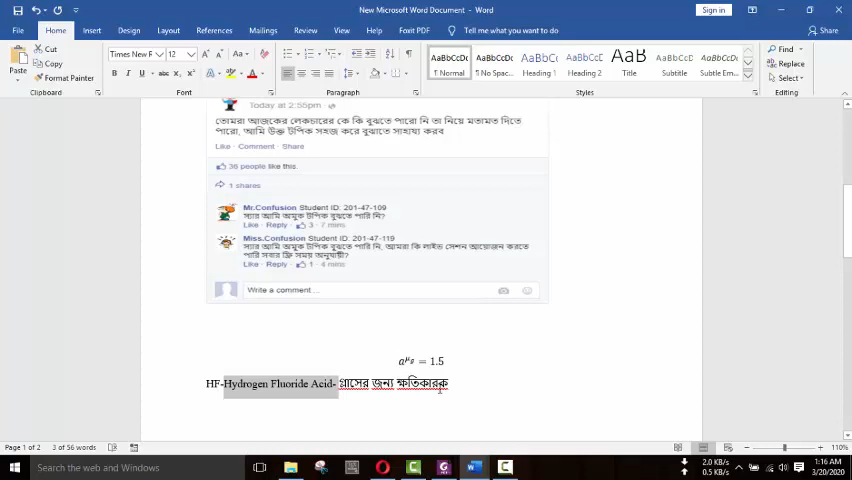 New Microsoft Word Document - Word
Sign in
File Home Insert Design Layout References Mailings Review View Help Foxit PDF Tell me what you want to do Share
Paste Cut Copy Format Painter
Times New R 12
Clipboard Font Paragraph Styles Editing
AaBbCcDc AaBbCcDc AaBbC AaBbCcC AaB AaBbCcD AaBbCcDc
¶ Normal ¶ No Spac... Heading 1 Heading 2 Title Subtitle Subtle Em...
Find
Replace
Select
Today at 2:55pm
তোমরা আজকের লেকচারের কে কি বুঝতে পারো নি তা নিয়ে মতামত দিতে
পারো, আমি উক্ত টপিক সহজ করে বুঝাতে সাহায্য করব
Like · Comment · Share
36 people like this.
1 shares
Mr.Confusion Student ID: 201-47-109
স্যার আমি অমুক টপিক বুঝতে পারি নি?
Like · Reply · 3 · 7 mins
Miss.Confusion Student ID: 201-47-119
স্যার আমি অমুক টপিক বুঝতে পারি নি, আমরা কি লাইভ সেশন আয়োজন করতে
পারি সবার ফ্রি সময় অনুযায়ী?
Like · Reply · 1 · 4 mins
Write a comment....
aμg = 1.5
HF-Hydrogen Fluoride Acid- গ্লাসের জন্য ক্ষতিকারক
Page 1 of 2 3 of 56 words 110%
Search the web and Windows
2.0 KB/s
0.5 KB/s
1:16 AM
3/20/2020